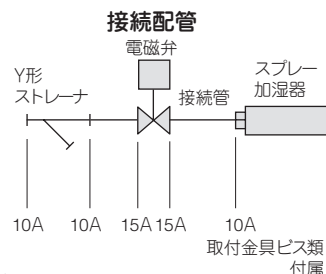 接続配管
電磁弁
Y形
ストレーナ
接続管
スプレー
加湿器
10A 10A 15A 15A 10A
取付金具ビス類
付属